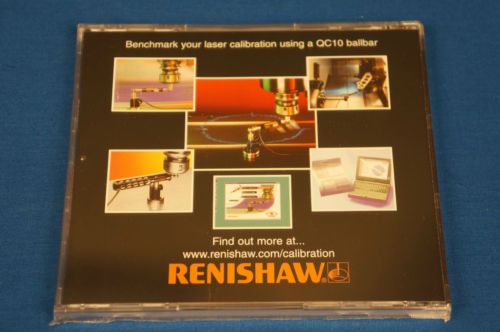 Benchmark your laser calibration using a QC10 ballbar
Find out more at...
www.renishaw.com/calibration
RENISHAW